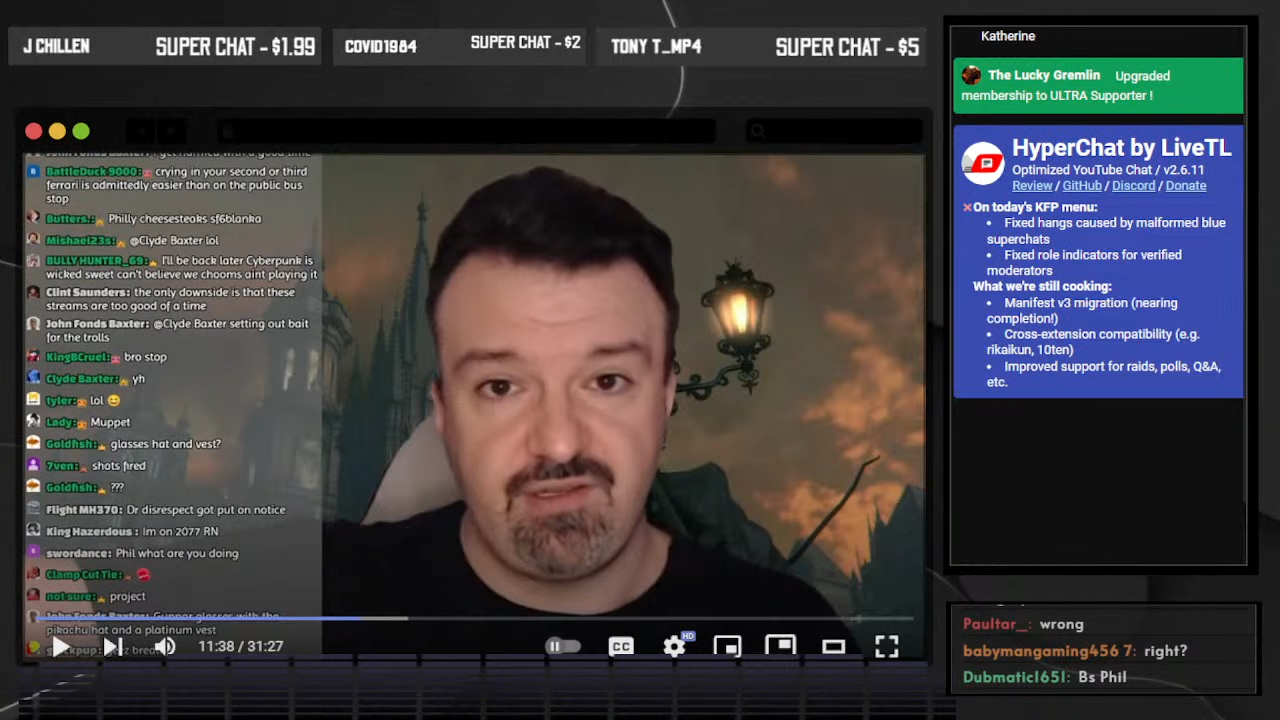 J CHILLEN
SUPER CHAT - $1.99
COVID1984
SUPER CHAT - $2
TONY T_MP4
SUPER CHAT - $5
BattleDuck 9000: crying in your second or third
ferrari is admittedly easier than on the public bus
stop
Butters.: Philly cheesesteaks sf6blanka
Mishael23s: @Clyde Baxter lol
BULLY HUNTER_69: I'll be back later Cyberpunk is
wicked sweet can't believe we chooms aint playing it
Clint Saunders: the only downside is that these
streams are too good of a time
John Fonds Baxter: @Clyde Baxter setting out bait
for the trolls
KingBCruel: bro stop
Clyde Baxter: yh
tyler: lol 😄
Lady: Muppet
Goldfish: glasses hat and vest?
7ven: shots fired
Goldfish: ???
Flight MH370: Dr disrespect got put on notice
King Hazerdous : Im on 2077 RN
swordance: Phil what are you doing
Clamp Cut Tie:
not sure: project
John Fonds Baxter: Gunner glasses with the
pikachu hat and a platinum vest
11:38 / 31:27
CC
HD
Katherine
The Lucky Gremlin Upgraded
membership to ULTRA Supporter !
HyperChat by LiveTL
Optimized YouTube Chat / v2.6.11
Review / GitHub / Discord / Donate
❌On today's KFP menu:
• Fixed hangs caused by malformed blue
superchats
• Fixed role indicators for verified
moderators
What we're still cooking:
• Manifest v3 migration (nearing
completion!)
• Cross-extension compatibility (e.g.
rikaikun, 10ten)
• Improved support for raids, polls, Q&A,
etc.
Paultar_: wrong
babymangaming456 7: right?
Dubmatic1651: Bs Phil